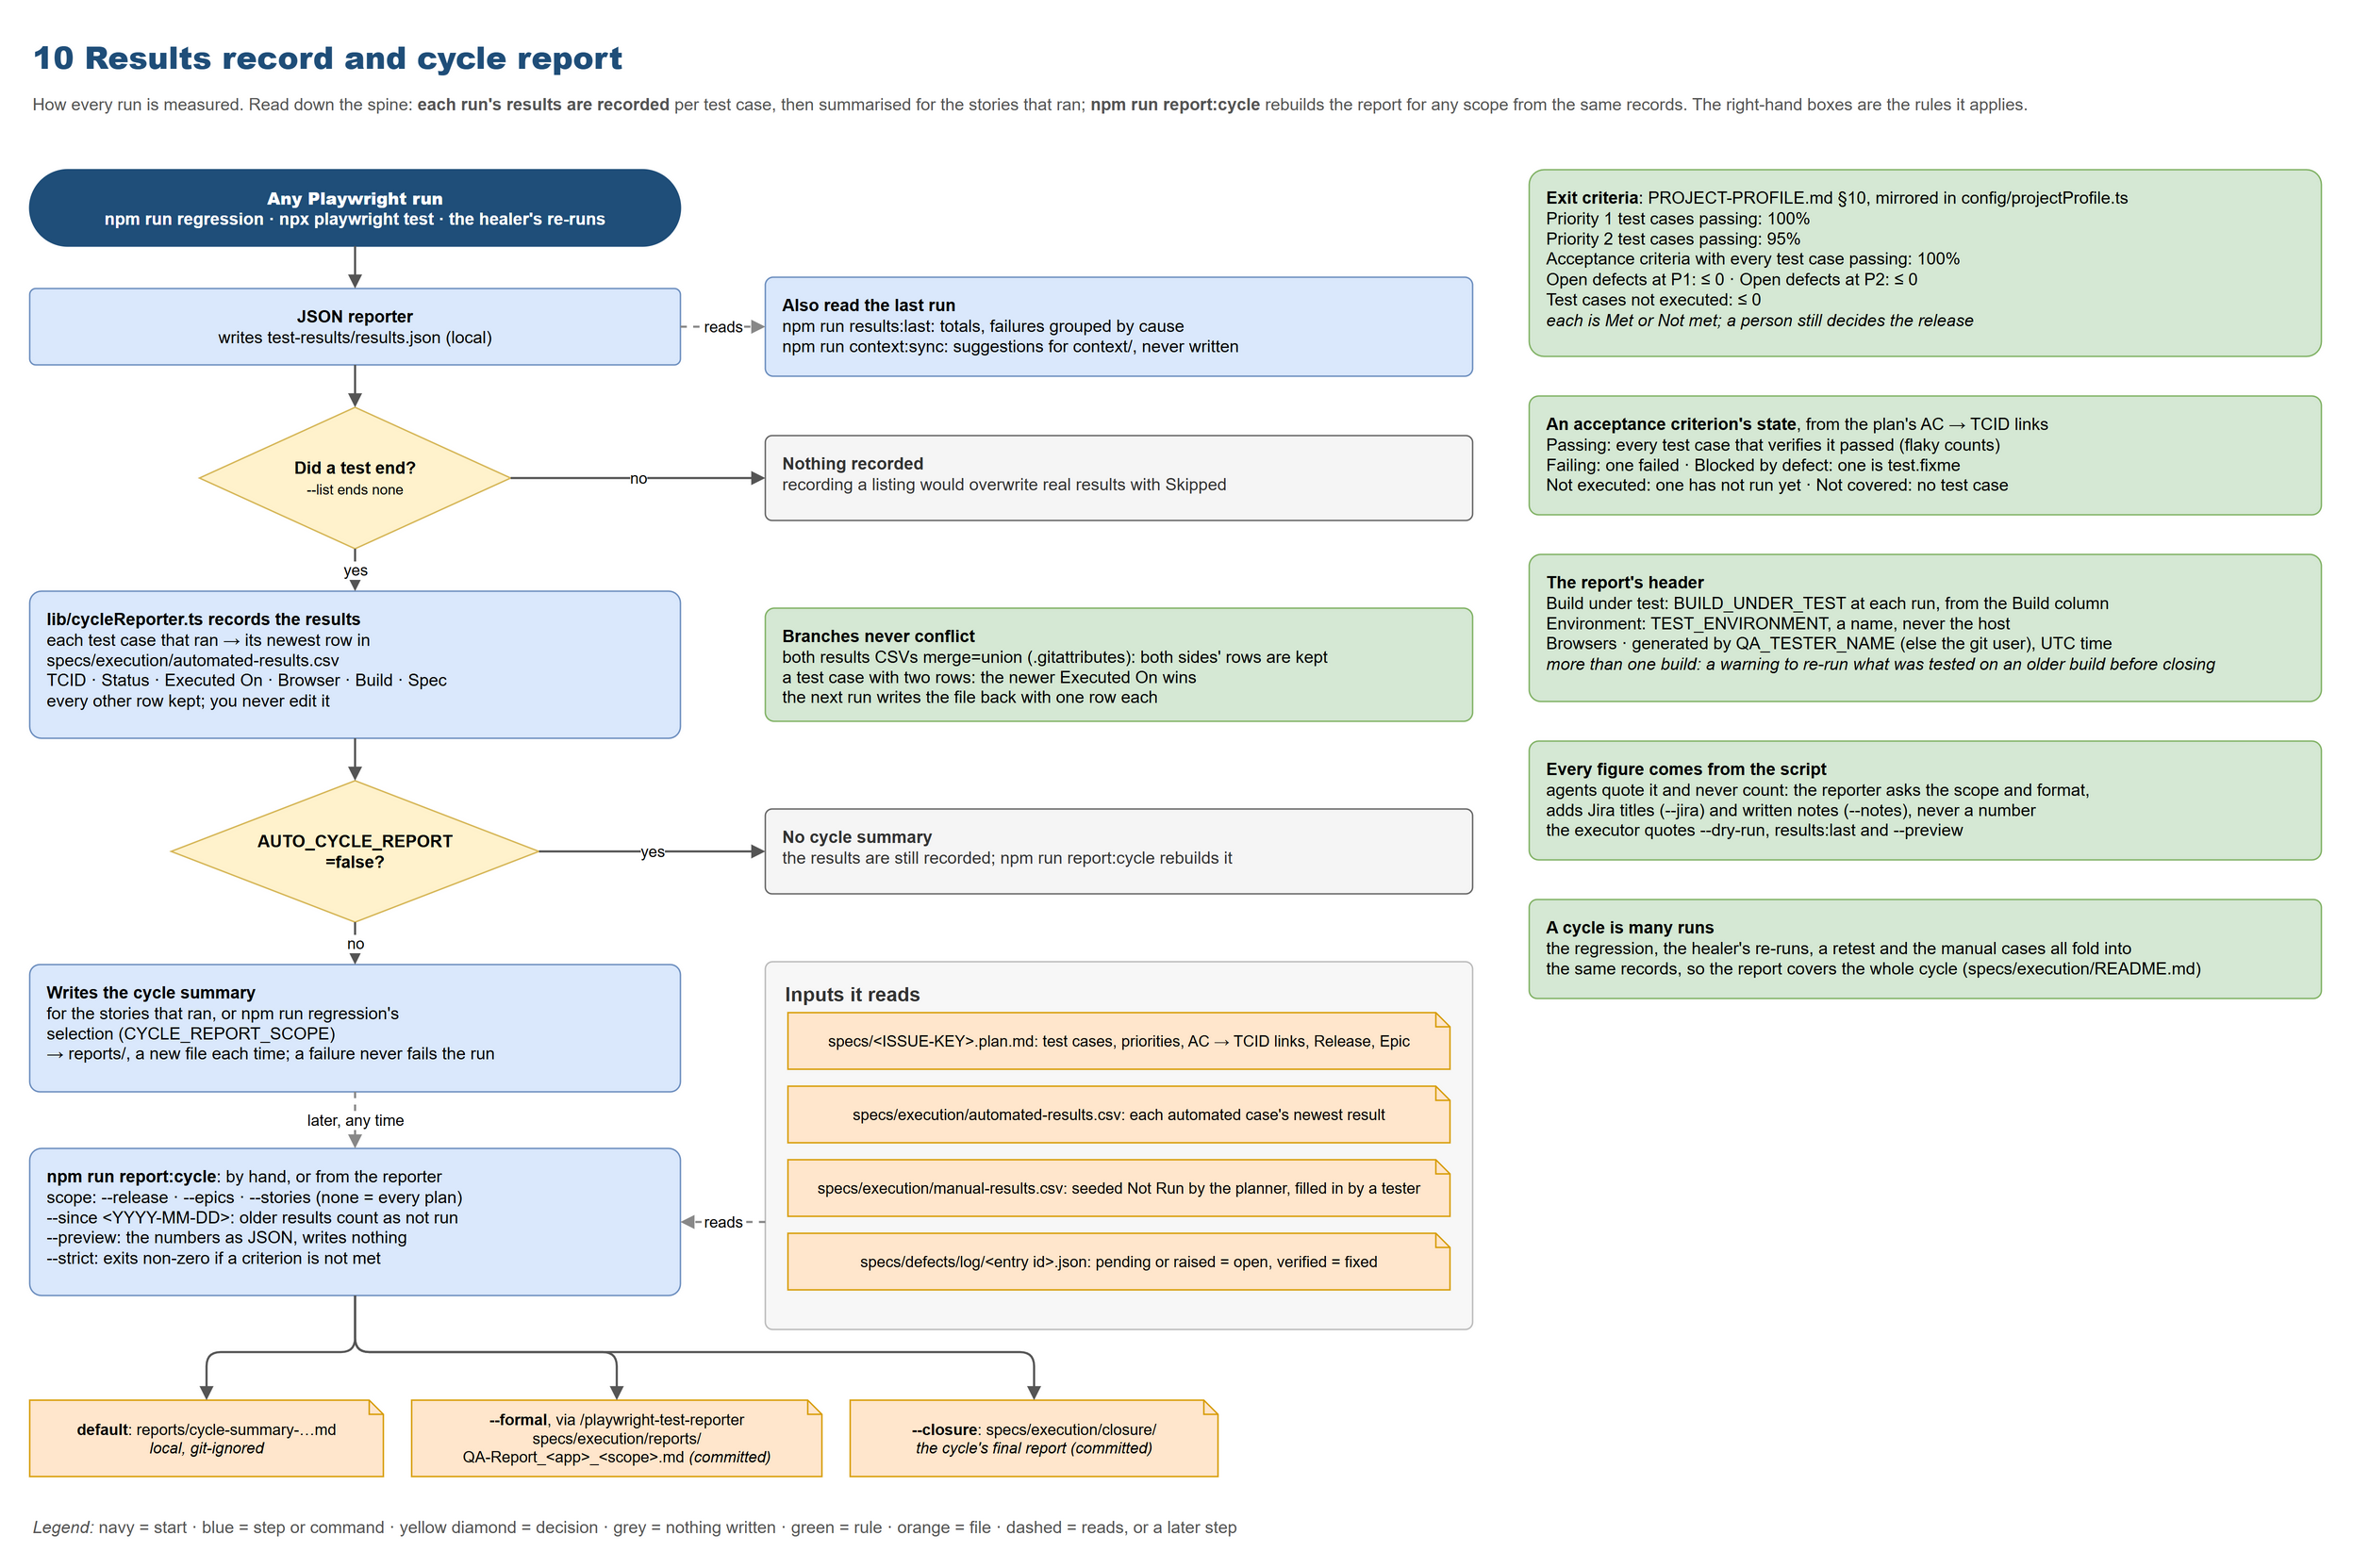 10 Results record and cycle report
How every run is measured. Read down the spine: each run's results are recorded per test case, then summarised for the stories that ran; npm run report:cycle rebuilds the report for any scope from the same records. The right-hand boxes are the rules it applies.
Any Playwright run
npm run regression · npx playwright test · the healer's re-runs
JSON reporter
writes test-results/results.json (local)
reads
Also read the last run
npm run results:last: totals, failures grouped by cause
npm run context:sync: suggestions for context/, never written
Did a test end?
--list ends none
no
Nothing recorded
recording a listing would overwrite real results with Skipped
yes
lib/cycleReporter.ts records the results
each test case that ran → its newest row in
specs/execution/automated-results.csv
TCID · Status · Executed On · Browser · Build · Spec
every other row kept; you never edit it
Branches never conflict
both results CSVs merge=union (.gitattributes): both sides' rows are kept
a test case with two rows: the newer Executed On wins
the next run writes the file back with one row each
AUTO_CYCLE_REPORT
=false?
yes
No cycle summary
the results are still recorded; npm run report:cycle rebuilds it
no
Writes the cycle summary
for the stories that ran, or npm run regression's
selection (CYCLE_REPORT_SCOPE)
→ reports/, a new file each time; a failure never fails the run
later, any time
npm run report:cycle: by hand, or from the reporter
scope: --release · --epics · --stories (none = every plan)
--since <YYYY-MM-DD>: older results count as not run
--preview: the numbers as JSON, writes nothing
--strict: exits non-zero if a criterion is not met
reads
Inputs it reads
specs/<ISSUE-KEY>.plan.md: test cases, priorities, AC → TCID links, Release, Epic
specs/execution/automated-results.csv: each automated case's newest result
specs/execution/manual-results.csv: seeded Not Run by the planner, filled in by a tester
specs/defects/log/<entry id>.json: pending or raised = open, verified = fixed
default: reports/cycle-summary-…md
local, git-ignored
--formal, via /playwright-test-reporter
specs/execution/reports/
QA-Report_<app>_<scope>.md (committed)
--closure: specs/execution/closure/
the cycle's final report (committed)
Exit criteria: PROJECT-PROFILE.md §10, mirrored in config/projectProfile.ts
Priority 1 test cases passing: 100%
Priority 2 test cases passing: 95%
Acceptance criteria with every test case passing: 100%
Open defects at P1: ≤ 0 · Open defects at P2: ≤ 0
Test cases not executed: ≤ 0
each is Met or Not met; a person still decides the release
An acceptance criterion's state, from the plan's AC → TCID links
Passing: every test case that verifies it passed (flaky counts)
Failing: one failed · Blocked by defect: one is test.fixme
Not executed: one has not run yet · Not covered: no test case
The report's header
Build under test: BUILD_UNDER_TEST at each run, from the Build column
Environment: TEST_ENVIRONMENT, a name, never the host
Browsers · generated by QA_TESTER_NAME (else the git user), UTC time
more than one build: a warning to re-run what was tested on an older build before closing
Every figure comes from the script
agents quote it and never count: the reporter asks the scope and format,
adds Jira titles (--jira) and written notes (--notes), never a number
the executor quotes --dry-run, results:last and --preview
A cycle is many runs
the regression, the healer's re-runs, a retest and the manual cases all fold into
the same records, so the report covers the whole cycle (specs/execution/README.md)
Legend: navy = start · blue = step or command · yellow diamond = decision · grey = nothing written · green = rule · orange = file · dashed = reads, or a later step